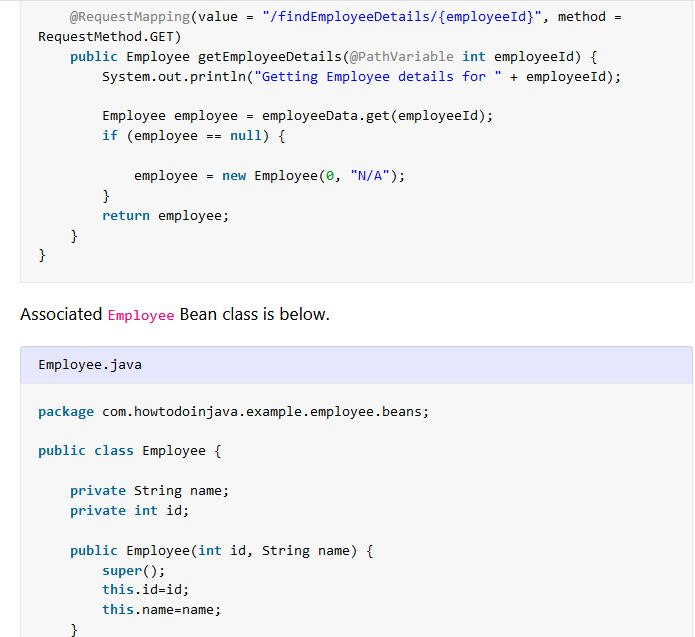 @RequestMapping(value = "/findEmployeeDetails/{employeeId}", method =
RequestMethod.GET)
public Employee getEmployeeDetails(@PathVariable int employeeId) {
System.out.println("Getting Employee details for " + employeeId);
Employee employee = employeeData.get(employeeId);
if (employee == null) {
employee = new Employee(0, "N/A");
}
return employee;
}
}
Associated Employee Bean class is below.
Employee.java
package com.howtodoinjava.example.employee.beans;
public class Employee {
private String name;
private int id;
public Employee(int id, String name) {
super();
this.id=id;
this.name=name;
}